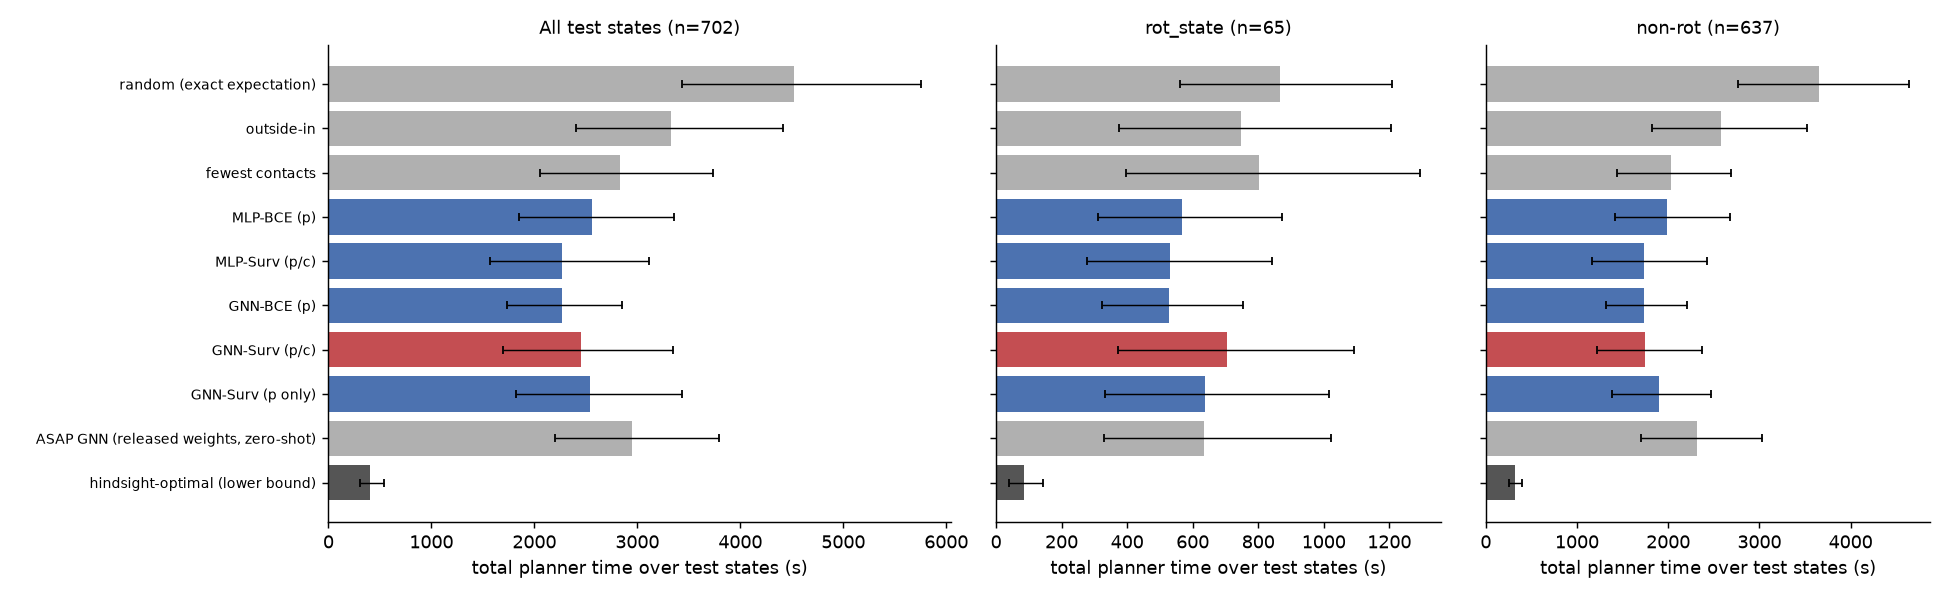 All test states (n=702)
rot_state (n=65)
non-rot (n=637)
random (exact expectation)
outside-in
fewest contacts
MLP-BCE (p)
MLP-Surv (p/c)
GNN-BCE (p)
GNN-Surv (p/c)
GNN-Surv (p only)
ASAP GNN (released weights, zero-shot)
hindsight-optimal (lower bound)
0 1000 2000 3000 4000 5000 6000
0 200 400 600 800 1000 1200
0 1000 2000 3000 4000
total planner time over test states (s)
total planner time over test states (s)
total planner time over test states (s)